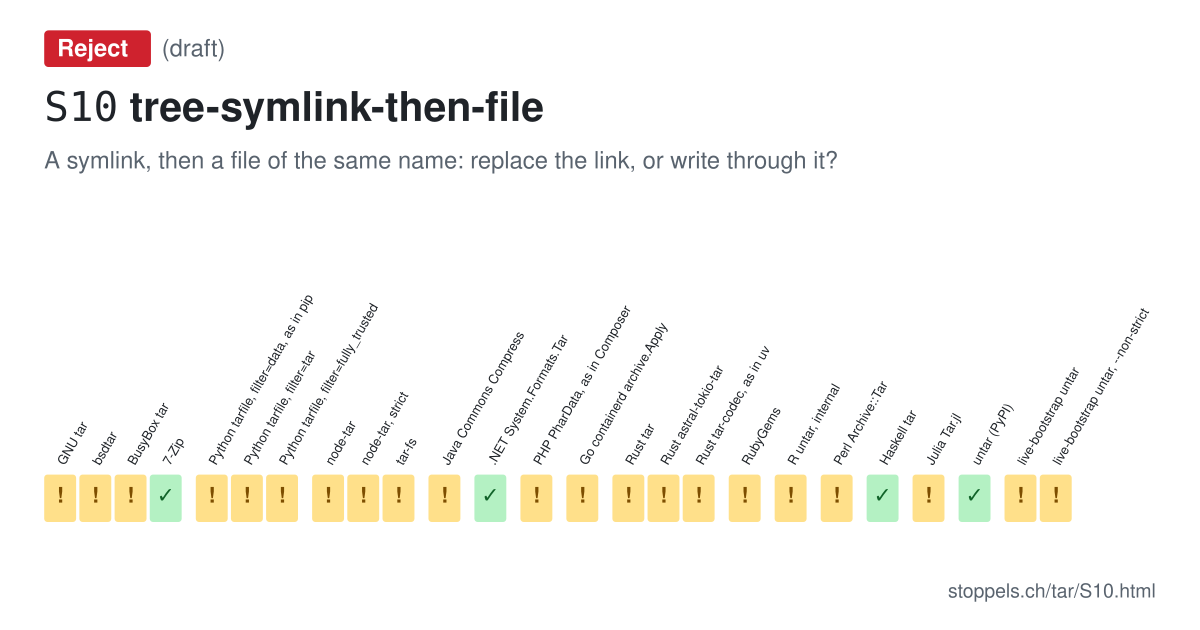 Reject (draft)
S10 tree-symlink-then-file
A symlink, then a file of the same name: replace the link, or write through it?
GNU tar
bsdtar
BusyBox tar
7-Zip
Python tarfile, filter=data, as in pip
Python tarfile, filter=tar
Python tarfile, filter=fully_trusted
node-tar
node-tar, strict
tar-fs
Java Commons Compress
.NET System.Formats.Tar
PHP PharData, as in Composer
Go containerd archive.Apply
Rust tar
Rust astral-tokio-tar
Rust tar-codec, as in uv
RubyGems
R untar, internal
Perl Archive::Tar
Haskell tar
Julia Tar.jl
untar (PyPI)
live-bootstrap untar
live-bootstrap untar, --non-strict
! ! ! ✓ ! ! ! ! ! ! ! ✓ ! ! ! ! ! ! ! ! ✓ ! ✓ ! !
stoppels.ch/tar/S10.html